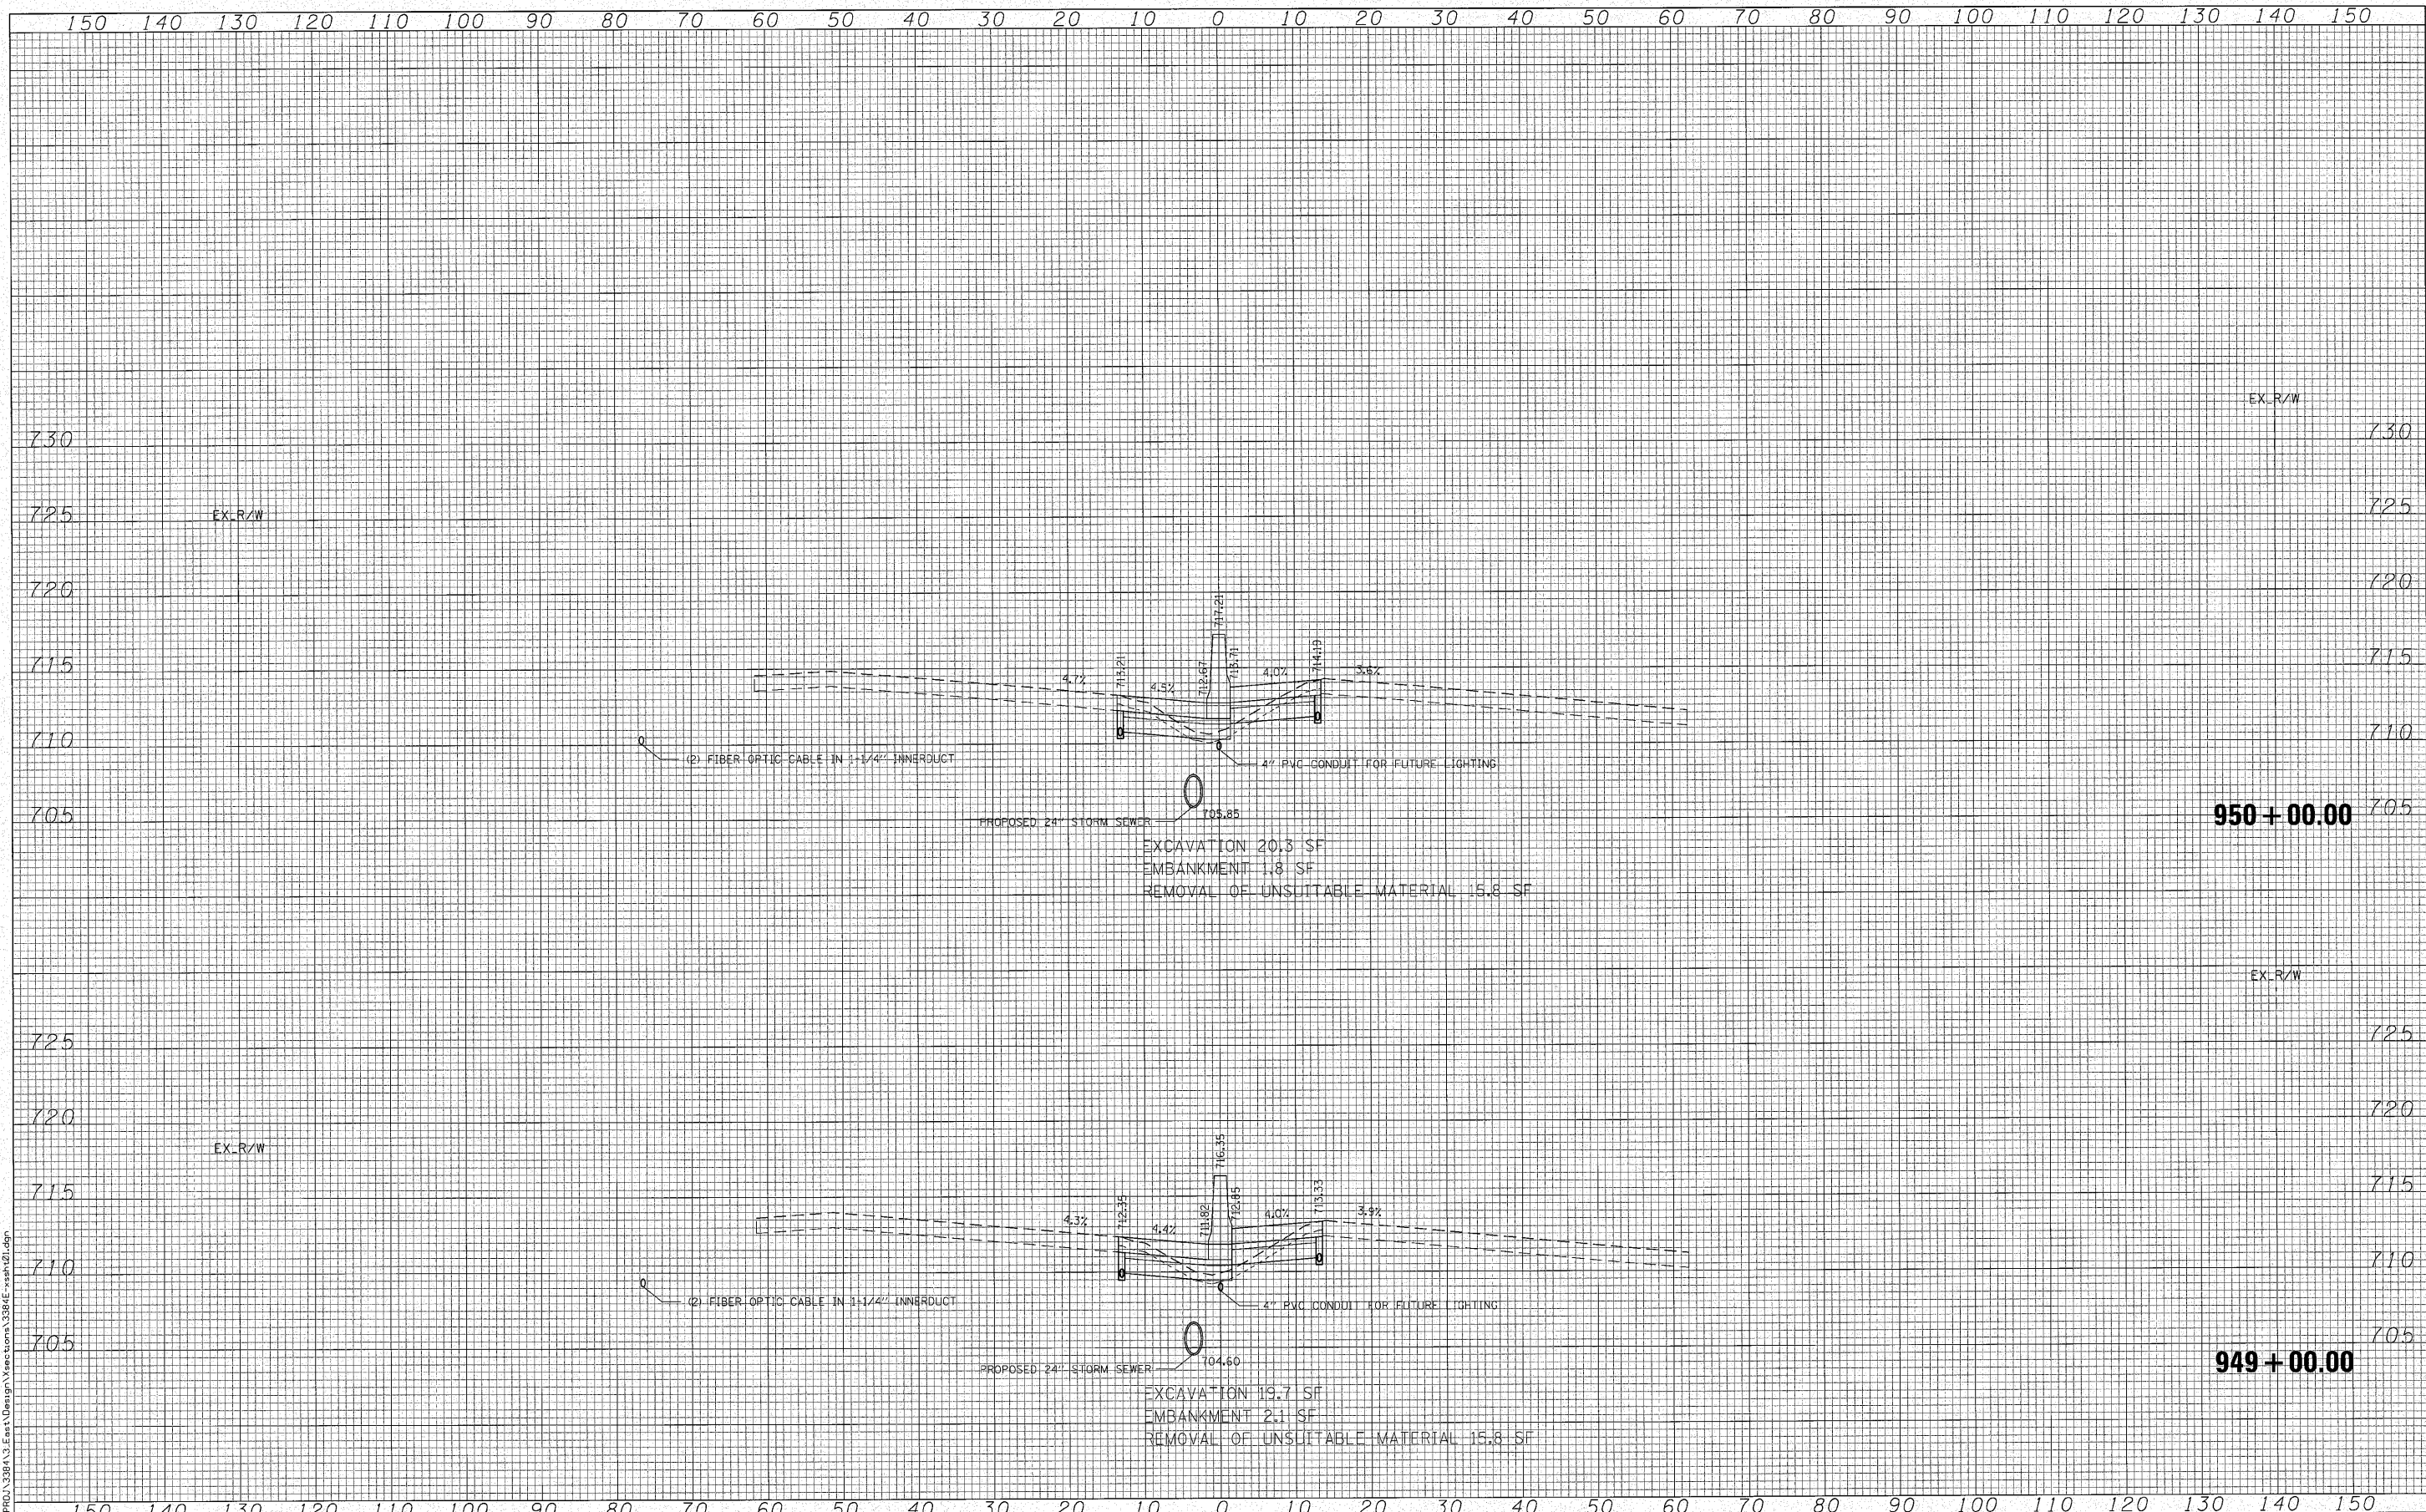 150 140 130 120 110 100 90 80 70 60 50 40 30 20 10 0 10 20 30 40 50 60 70 80 90 100 110 120 130 140 150
EX_R/W
730 730
725 EX_R/W 725
720 720
717.21
715 715
713.21 712.67 713.71 714.19
4.7% 4.5% 4.0% 3.6%
710 710
(2) FIBER OPTIC CABLE IN 1-1/4" INNERDUCT
4" PVC CONDUIT FOR FUTURE LIGHTING
705 705
PROPOSED 24" STORM SEWER 705.85
950+00.00
EXCAVATION 20.3 SF
EMBANKMENT 1.8 SF
REMOVAL OF UNSUITABLE MATERIAL 15.8 SF
EX_R/W
725 725
720 720
EX_R/W
716.35
715 715
712.35 711.82 712.85 713.33
4.3% 4.4% 4.0% 3.9%
710 710
(2) FIBER OPTIC CABLE IN 1-1/4" INNERDUCT
4" PVC CONDUIT FOR FUTURE LIGHTING
705 705
PROPOSED 24" STORM SEWER 704.60
949+00.00
EXCAVATION 19.7 SF
EMBANKMENT 2.1 SF
REMOVAL OF UNSUITABLE MATERIAL 15.8 SF
PROJ\3384\3_East\Design\Xsections\3384E-xssht21.dgn
150 140 130 120 110 100 90 80 70 60 50 40 30 20 10 0 10 20 30 40 50 60 70 80 90 100 110 120 130 140 150